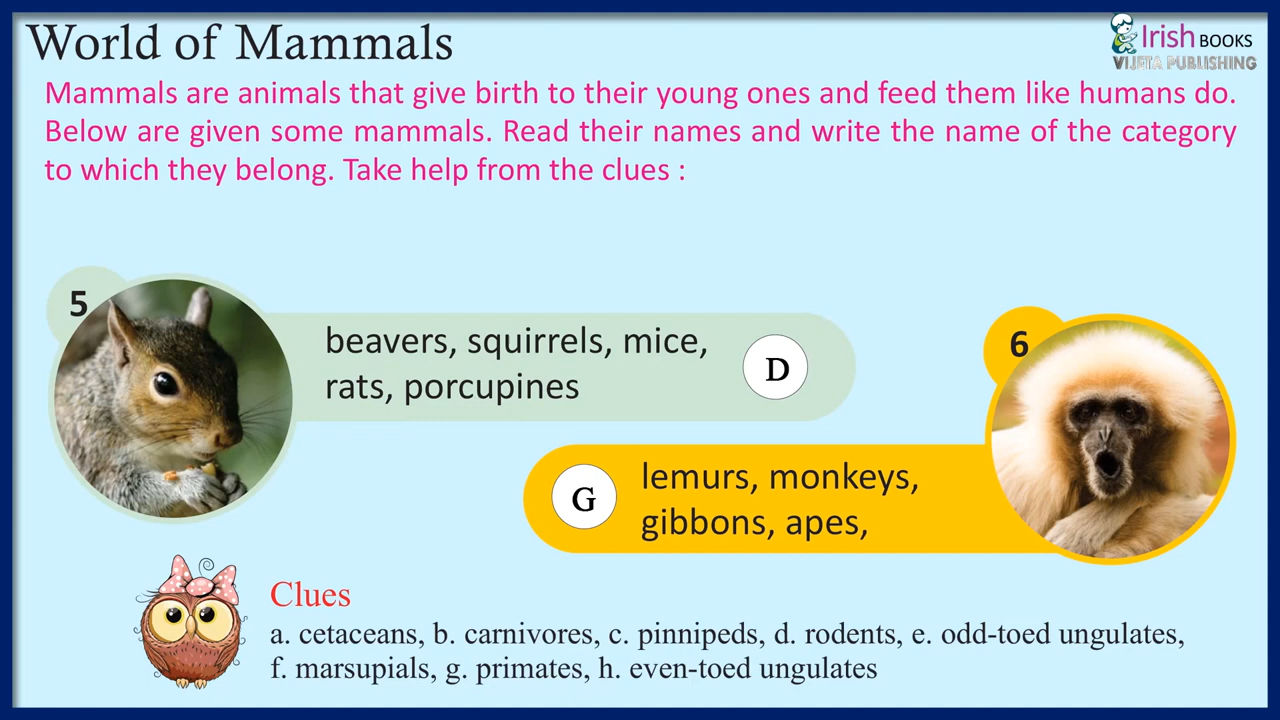 World of Mammals
Irish BOOKS
VIJETA PUBLISHING
Mammals are animals that give birth to their young ones and feed them like humans do.
Below are given some mammals. Read their names and write the name of the category
to which they belong. Take help from the clues :
5
beavers, squirrels, mice,
rats, porcupines
D
6
G
lemurs, monkeys,
gibbons, apes,
Clues
a. cetaceans, b. carnivores, c. pinnipeds, d. rodents, e. odd-toed ungulates,
f. marsupials, g. primates, h. even-toed ungulates